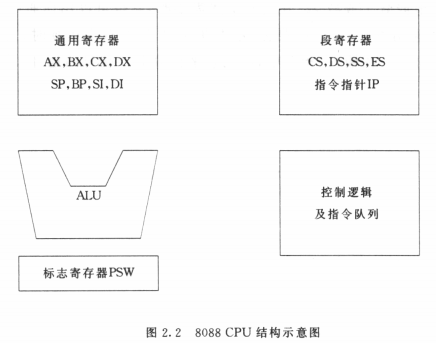 通用寄存器
AX,BX,CX,DX
SP,BP,SI,DI
段寄存器
CS,DS,SS,ES
指令指针IP
ALU
控制逻辑
及指令队列
标志寄存器PSW
图 2.2 8088 CPU 结构示意图